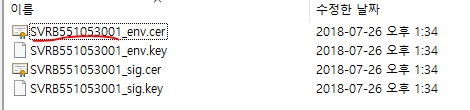 이름 수정한 날짜
SVRB551053001_env.cer 2018-07-26 오후 1:34
SVRB551053001_env.key 2018-07-26 오후 1:34
SVRB551053001_sig.cer 2018-07-26 오후 1:34
SVRB551053001_sig.key 2018-07-26 오후 1:34